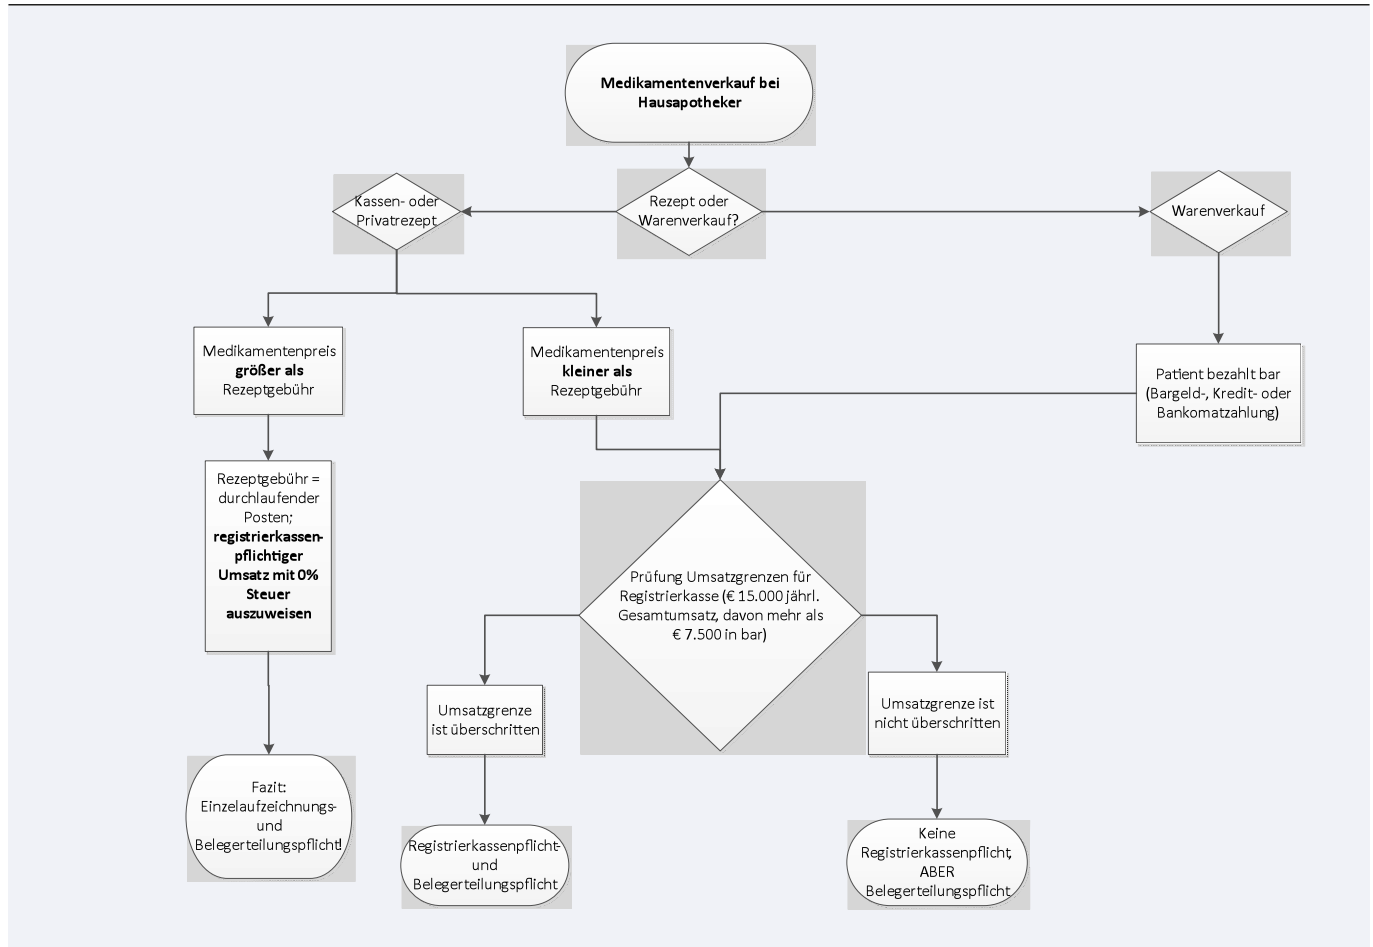 Medikamentenverkauf bei
Hausapotheker
Kassen- oder
Privatrezept
Rezept oder
Warenverkauf?
Warenverkauf
Medikamentenpreis
größer als
Rezeptgebühr
Medikamentenpreis
kleiner als
Rezeptgebühr
Patient bezahlt bar
(Bargeld-, Kredit- oder
Bankomatzahlung)
Rezeptgebühr =
durchlaufender
Posten;
registrierkassen-
pflichtiger
Umsatz mit 0%
Steuer
auszuweisen
Prüfung Umsatzgrenzen für
Registrierkasse (€ 15.000 jährl.
Gesamtumsatz, davon mehr als
€ 7.500 in bar)
Umsatzgrenze
ist überschritten
Umsatzgrenze ist
nicht überschritten
Fazit:
Einzelaufzeichnungs-
und
Belegerteilungspflicht!
Registrierkassenpflicht-
und
Belegerteilungspflicht
Keine
Registrierkassenpflicht,
ABER
Belegerteilungspflicht